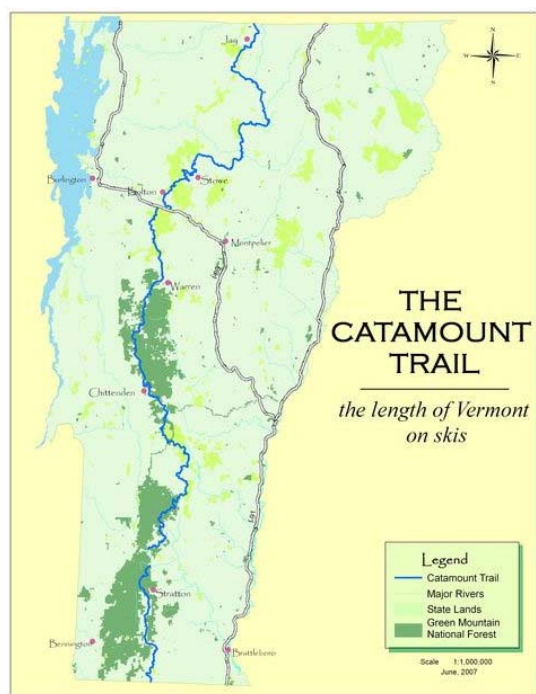 Jay
W
E
Burlington
Bolton
Stowe
Montpelier
Warren
THE
CATAMOUNT
TRAIL
the length of Vermont
on skis
Chittenden
I-91
Stratton
Bennington
Brattleboro
Legend
Catamount Trail
Major Rivers
State Lands
Green Mountain
National Forest
Scale 1:1,000,000
June, 2007